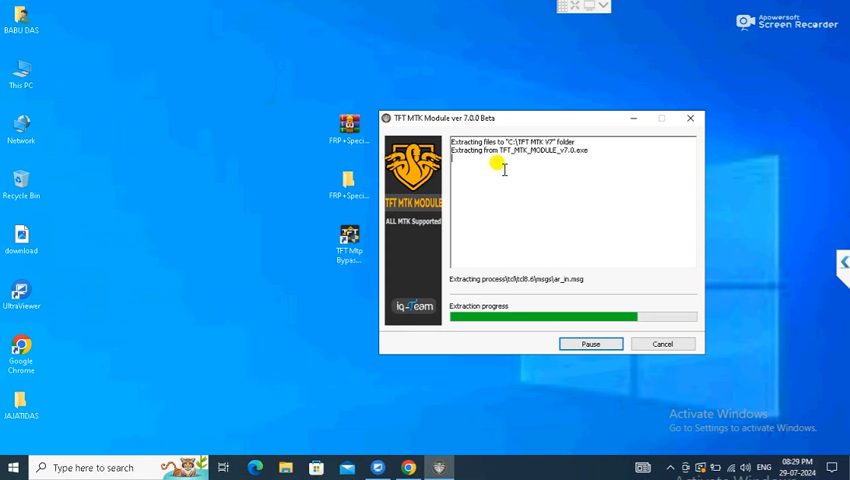 BABU DAS
This PC
Network
Recycle Bin
download
UltraViewer
Google
Chrome
JAJATIDAS
FRP+Speci...
FRP+Speci...
TFT Mtp
Bypas...
Apowersoft
Screen Recorder
TFT MTK Module ver 7.0.0 Beta
TFT MTK MODULE
ALL MTK Supported
iq-Team
Extracting files to "C:\TFT MTK V7" folder
Extracting from TFT_MTK_MODULE_v7.0.exe
Extracting process\tcl\tcl8.6\msgs\ar_in.msg
Extraction progress
Pause
Cancel
Activate Windows
Go to Settings to activate Windows.
Type here to search
ENG
08:29 PM
29-07-2024
Activate Windows